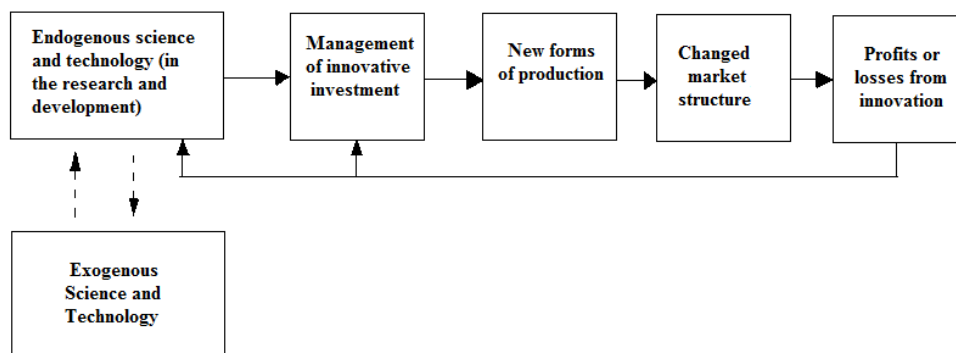 Endogenous science
and technology (in
the research and
development)
Management
of innovative
investment
New forms
of production
Changed
market
structure
Profits or
losses from
innovation
Exogenous
Science and
Technology